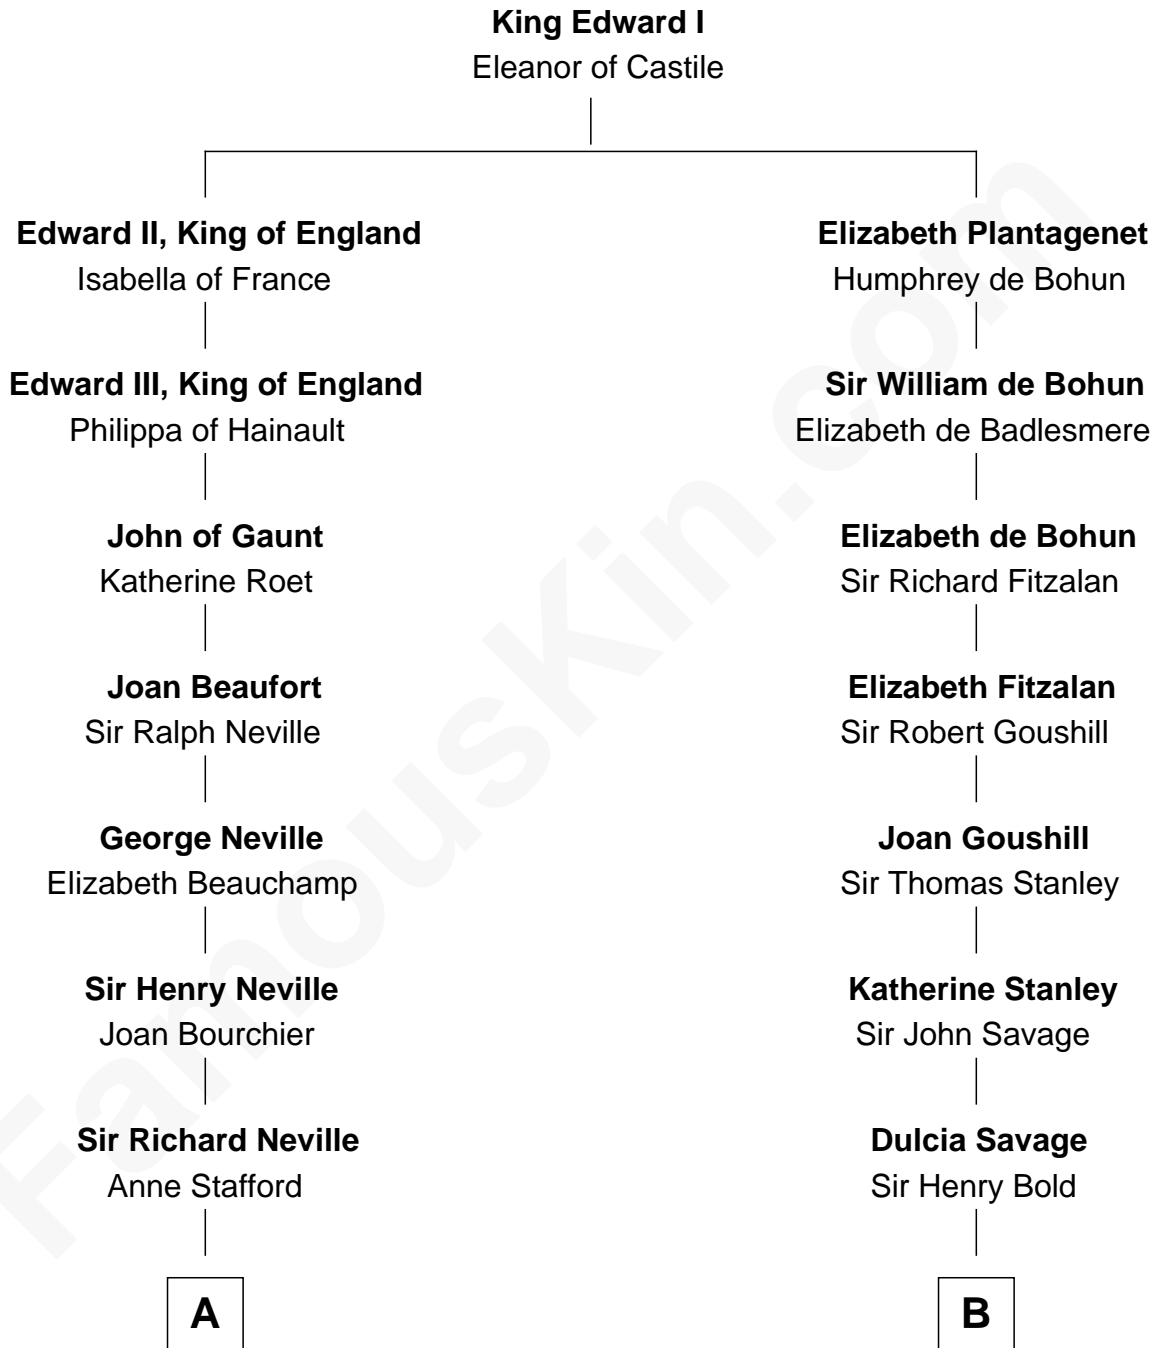 King Edward I
Eleanor of Castile
Edward II, King of England
Isabella of France
Elizabeth Plantagenet
Humphrey de Bohun
Edward III, King of England
Philippa of Hainault
Sir William de Bohun
Elizabeth de Badlesmere
John of Gaunt
Katherine Roet
Elizabeth de Bohun
Sir Richard Fitzalan
Joan Beaufort
Sir Ralph Neville
Elizabeth Fitzalan
Sir Robert Goushill
George Neville
Elizabeth Beauchamp
Joan Goushill
Sir Thomas Stanley
Sir Henry Neville
Joan Bourchier
Katherine Stanley
Sir John Savage
Sir Richard Neville
Anne Stafford
Dulcia Savage
Sir Henry Bold
A
B
FamousKin.com